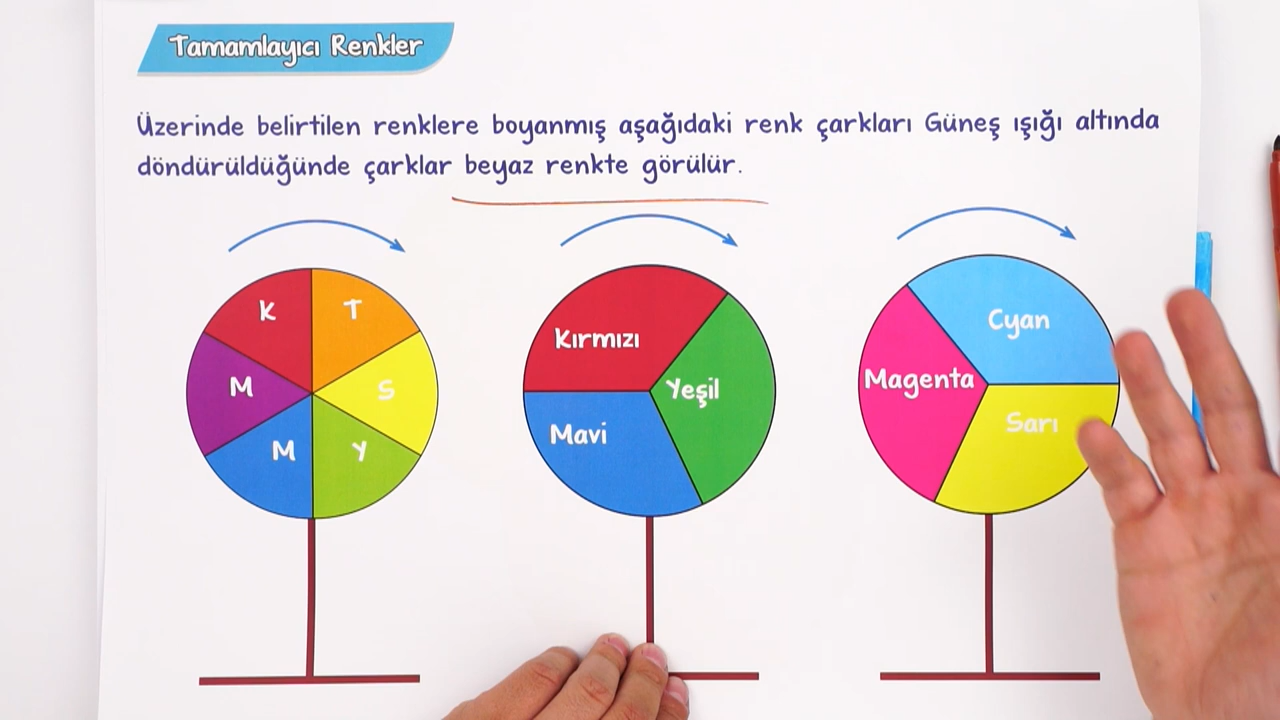 Tamamlayıcı Renkler
Üzerinde belirtilen renklere boyanmış aşağıdaki renk çarkları Güneş ışığı altında
döndürüldüğünde çarklar beyaz renkte görülür.
K
T
M
S
M
Y
Kırmızı
Yeşil
Mavi
Cyan
Magenta
Sarı